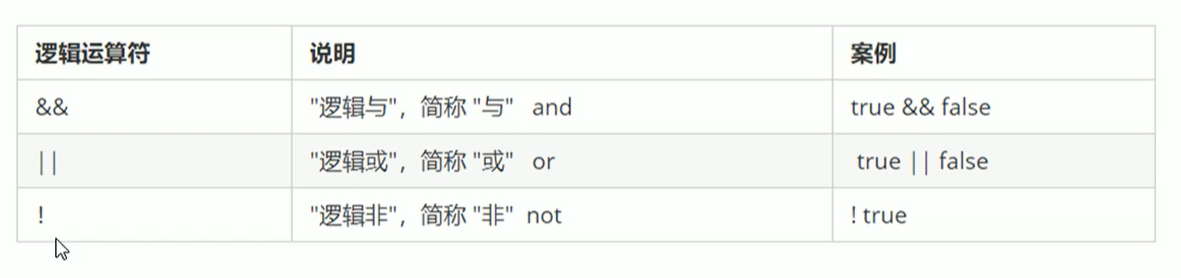 逻辑运算符 说明 案例
&& "逻辑与"，简称 "与" and true && false
|| "逻辑或"，简称 "或" or true || false
! "逻辑非"，简称 "非" not ! true